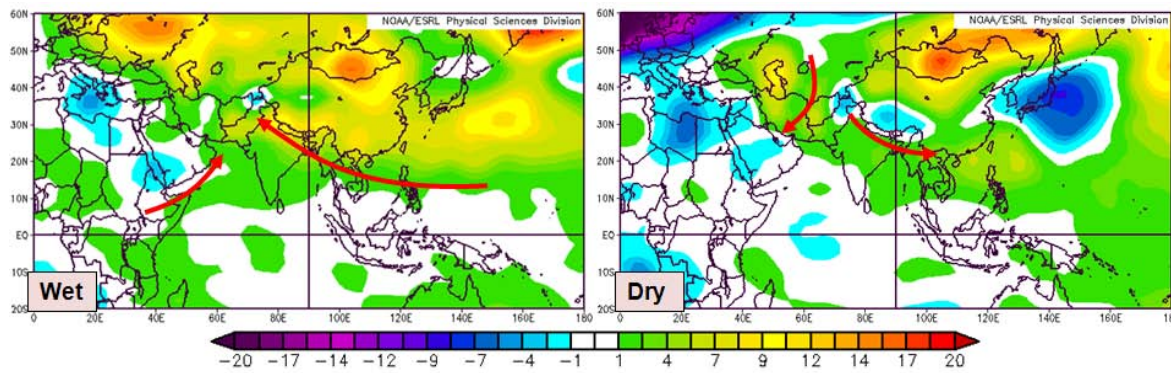 NOAA/ESRL Physical Sciences Division
60N
50N
40N
30N
20N
10N
EQ
10S
20S
0
20E
40E
60E
80E
100E
120E
140E
160E
180
Wet
NOAA/ESRL Physical Sciences Division
60N
50N
40N
30N
20N
10N
EQ
10S
20S
0
20E
40E
60E
80E
100E
120E
140E
160E
18
Dry
-20 -17 -14 -12 -9 -7 -4 -1 1 4 7 9 12 14 17 20